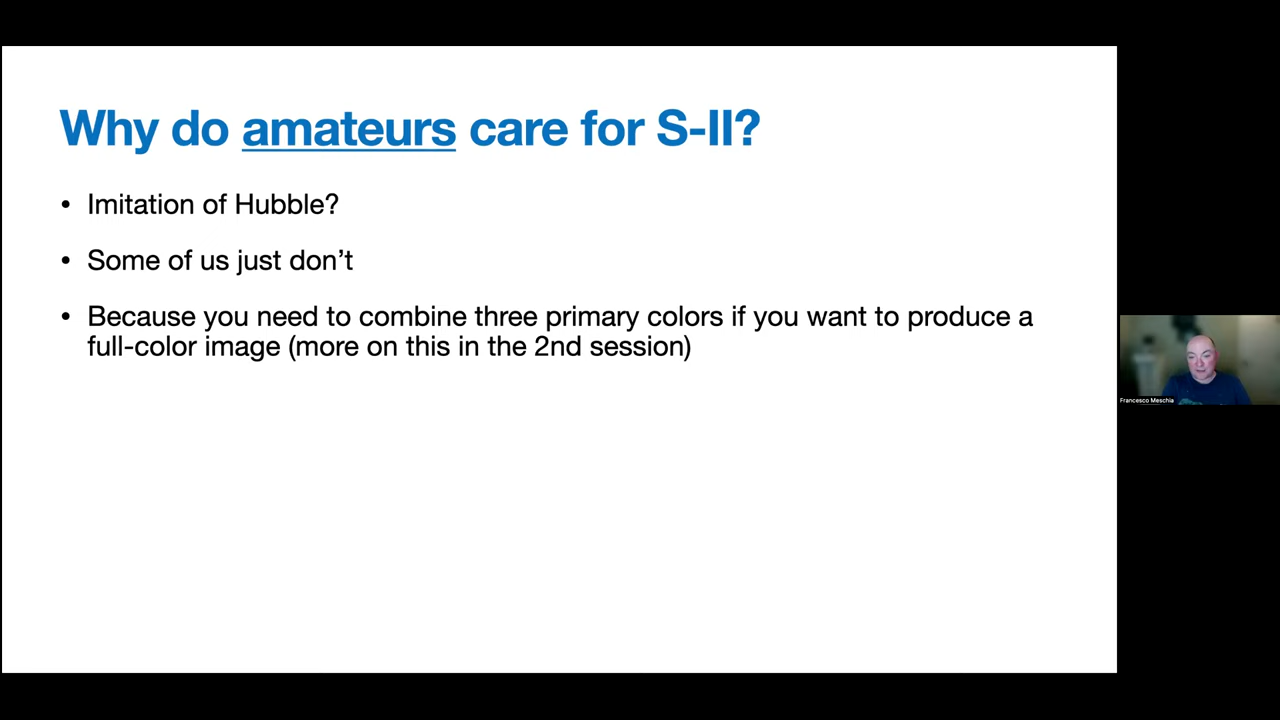 Why do amateurs care for S-II?
• Imitation of Hubble?
• Some of us just don’t
• Because you need to combine three primary colors if you want to produce a
full-color image (more on this in the 2nd session)
Francesco Meschia